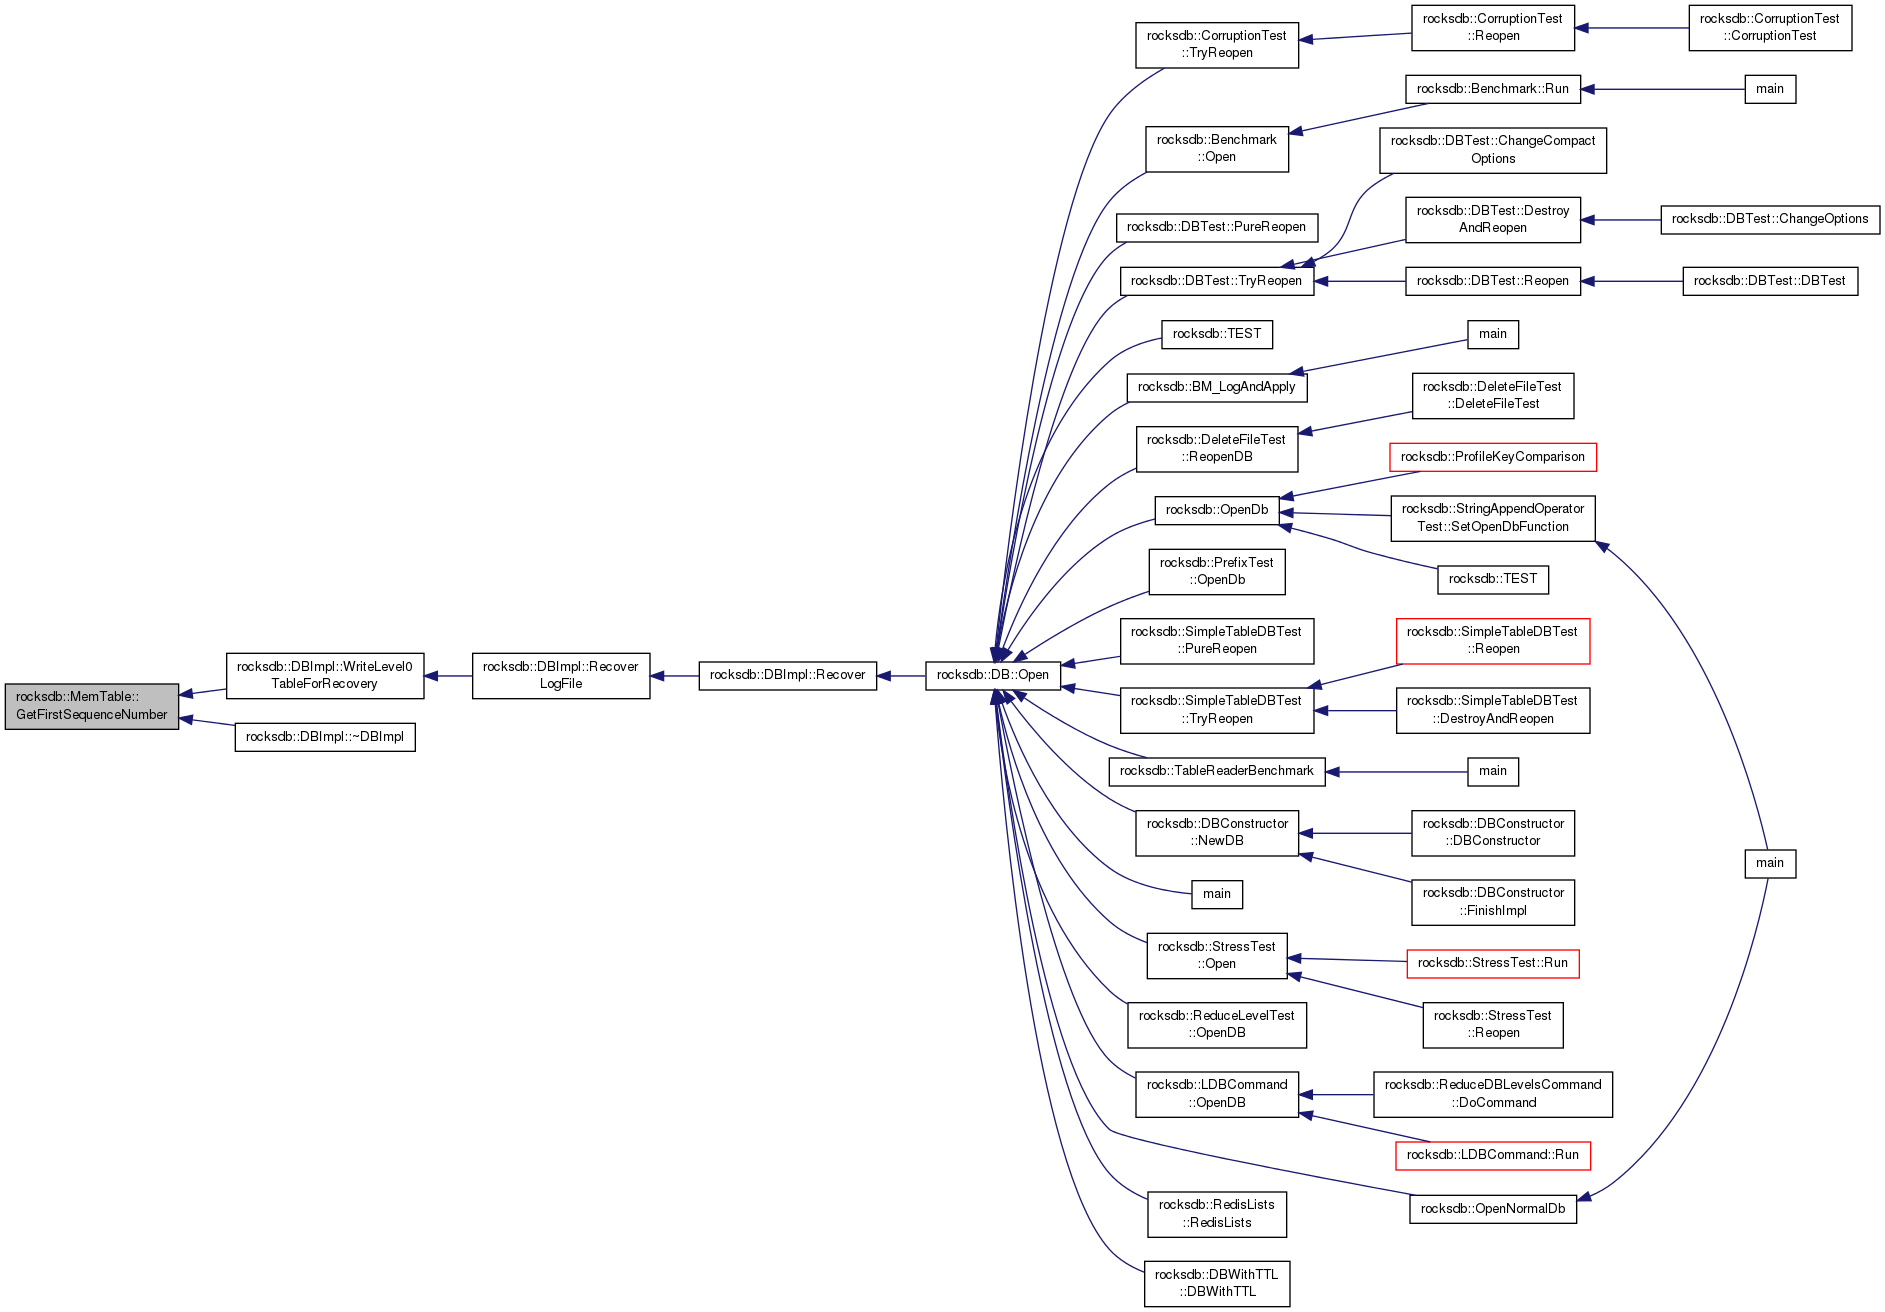 rocksdb::MemTable::
GetFirstSequenceNumber
rocksdb::DBImpl::WriteLevel0
TableForRecovery
rocksdb::DBImpl::~DBImpl
rocksdb::DBImpl::Recover
LogFile
rocksdb::DBImpl::Recover
rocksdb::DB::Open
rocksdb::CorruptionTest
::TryReopen
rocksdb::CorruptionTest
::Reopen
rocksdb::CorruptionTest
::CorruptionTest
rocksdb::Benchmark
::Open
rocksdb::Benchmark::Run
main
rocksdb::DBTest::PureReopen
rocksdb::DBTest::TryReopen
rocksdb::DBTest::ChangeCompact
Options
rocksdb::DBTest::Destroy
AndReopen
rocksdb::DBTest::ChangeOptions
rocksdb::DBTest::Reopen
rocksdb::DBTest::DBTest
rocksdb::TEST
rocksdb::BM_LogAndApply
main
rocksdb::DeleteFileTest
::ReopenDB
rocksdb::DeleteFileTest
::DeleteFileTest
rocksdb::OpenDb
rocksdb::ProfileKeyComparison
rocksdb::StringAppendOperator
Test::SetOpenDbFunction
rocksdb::TEST
rocksdb::PrefixTest
::OpenDb
rocksdb::SimpleTableDBTest
::PureReopen
rocksdb::SimpleTableDBTest
::TryReopen
rocksdb::SimpleTableDBTest
::Reopen
rocksdb::SimpleTableDBTest
::DestroyAndReopen
rocksdb::TableReaderBenchmark
main
rocksdb::DBConstructor
::NewDB
rocksdb::DBConstructor
::DBConstructor
rocksdb::DBConstructor
::FinishImpl
main
main
rocksdb::StressTest
::Open
rocksdb::StressTest::Run
rocksdb::StressTest
::Reopen
rocksdb::ReduceLevelTest
::OpenDB
rocksdb::LDBCommand
::OpenDB
rocksdb::ReduceDBLevelsCommand
::DoCommand
rocksdb::LDBCommand::Run
rocksdb::OpenNormalDb
rocksdb::RedisLists
::RedisLists
rocksdb::DBWithTTL
::DBWithTTL